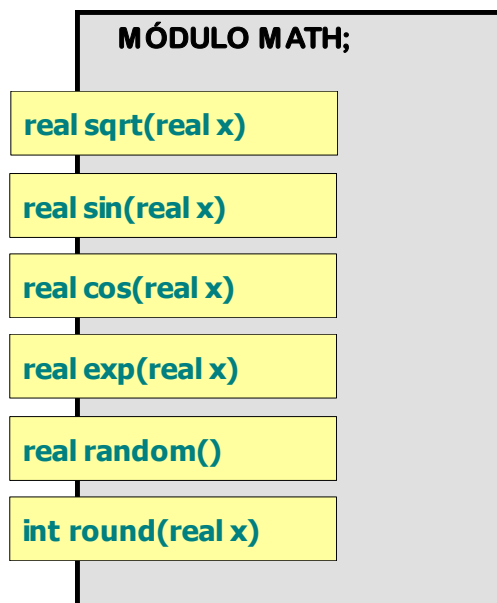 MÓDULO MATH;
real sqrt(real x)
real sin(real x)
real cos(real x)
real exp(real x)
real random()
int round(real x)